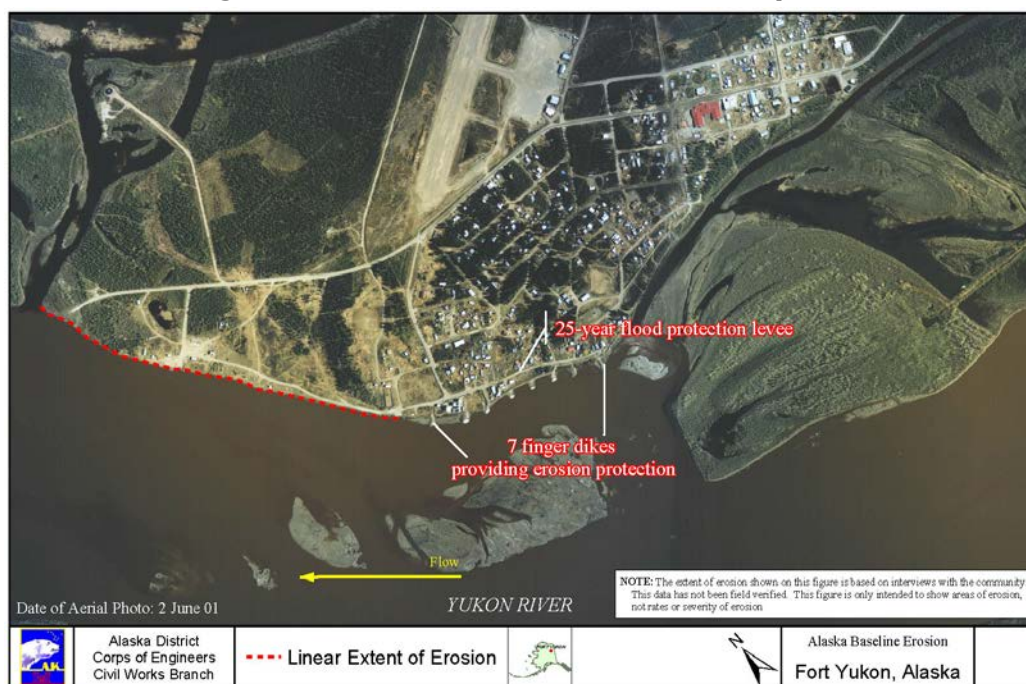 25-year flood protection levee
7 finger dikes
providing erosion protection
Flow
Date of Aerial Photo: 2 June 01
YUKON RIVER
NOTE: The extent of erosion shown on this figure is based on interviews with the community
This data has not been field verified. This figure is only intended to show areas of erosion,
not rates or severity of erosion
Alaska District
Corps of Engineers
Civil Works Branch
Linear Extent of Erosion
N
Alaska Baseline Erosion
Fort Yukon, Alaska